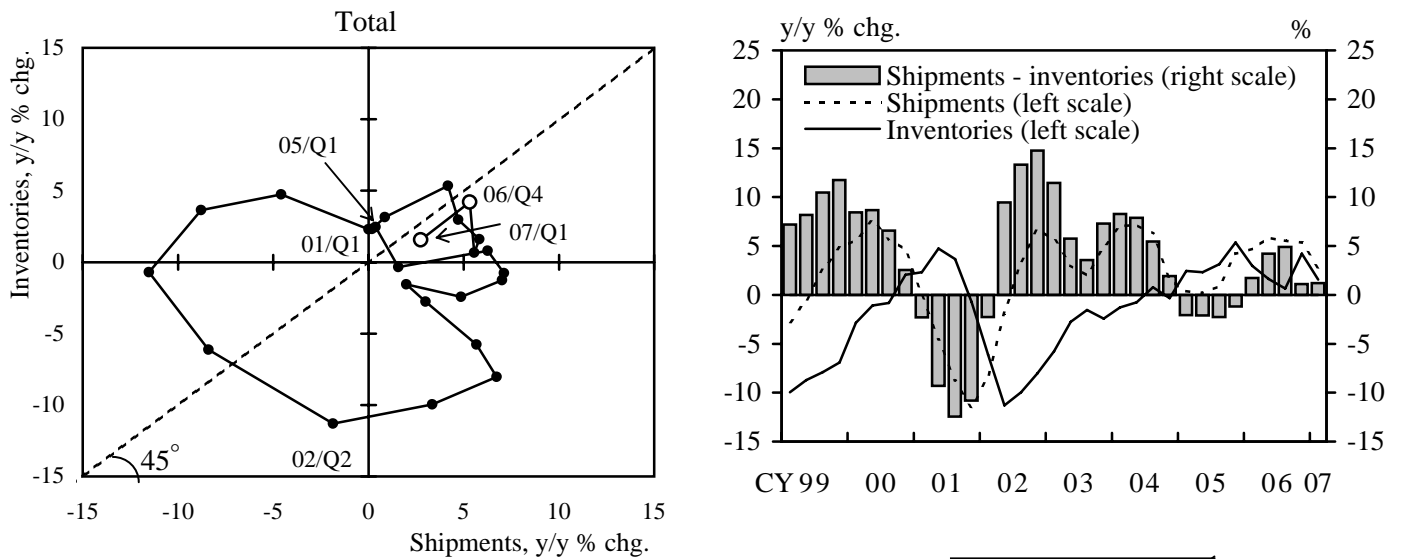 Total
Inventories, y/y % chg.
15
10
5
0
-5
-10
-15
05/Q1
06/Q4
01/Q1
07/Q1
02/Q2
45°
-15 -10 -5 0 5 10 15
Shipments, y/y % chg.
y/y % chg. %
25 25
20 20
15 15
10 10
5 5
0 0
-5 -5
-10 -10
-15 -15
Shipments - inventories (right scale)
Shipments (left scale)
Inventories (left scale)
CY 99 00 01 02 03 04 05 06 07